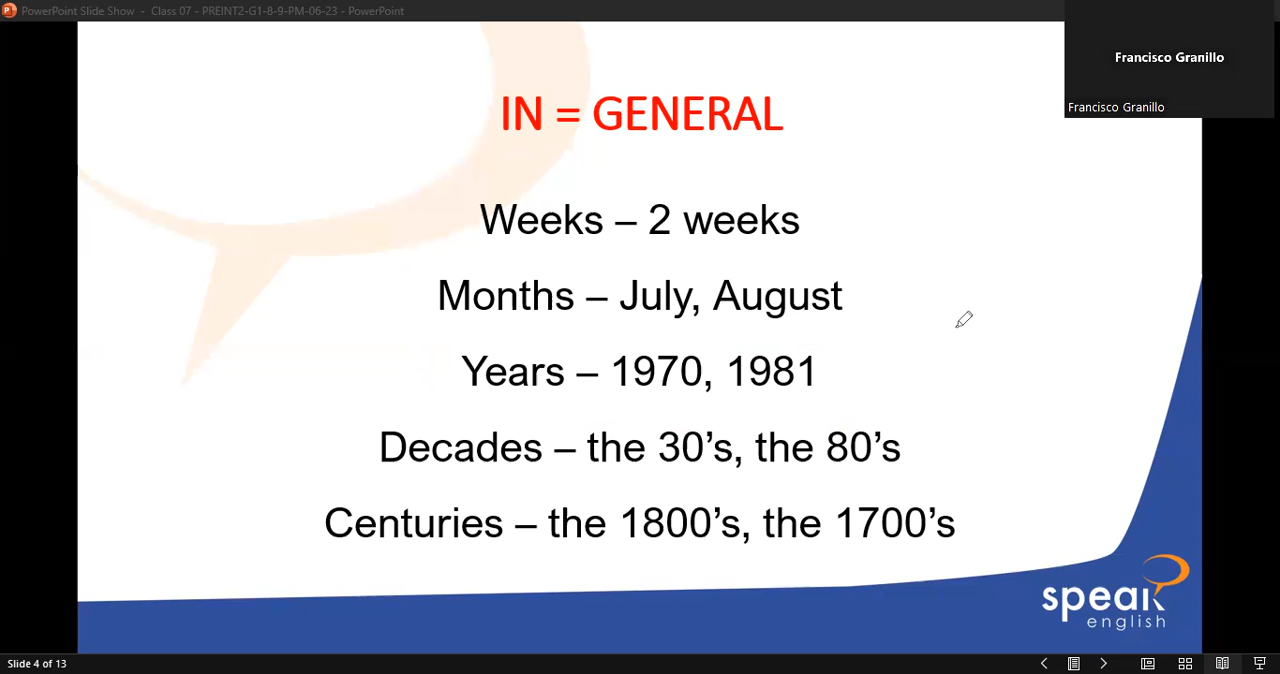 PowerPoint Slide Show - Class 07 - PREINT2-G1-8-9-PM-06-23 - PowerPoint
Francisco Granillo
Francisco Granillo
IN = GENERAL
Weeks – 2 weeks
Months – July, August
Years – 1970, 1981
Decades – the 30’s, the 80’s
Centuries – the 1800’s, the 1700’s
speak
english
Slide 4 of 13